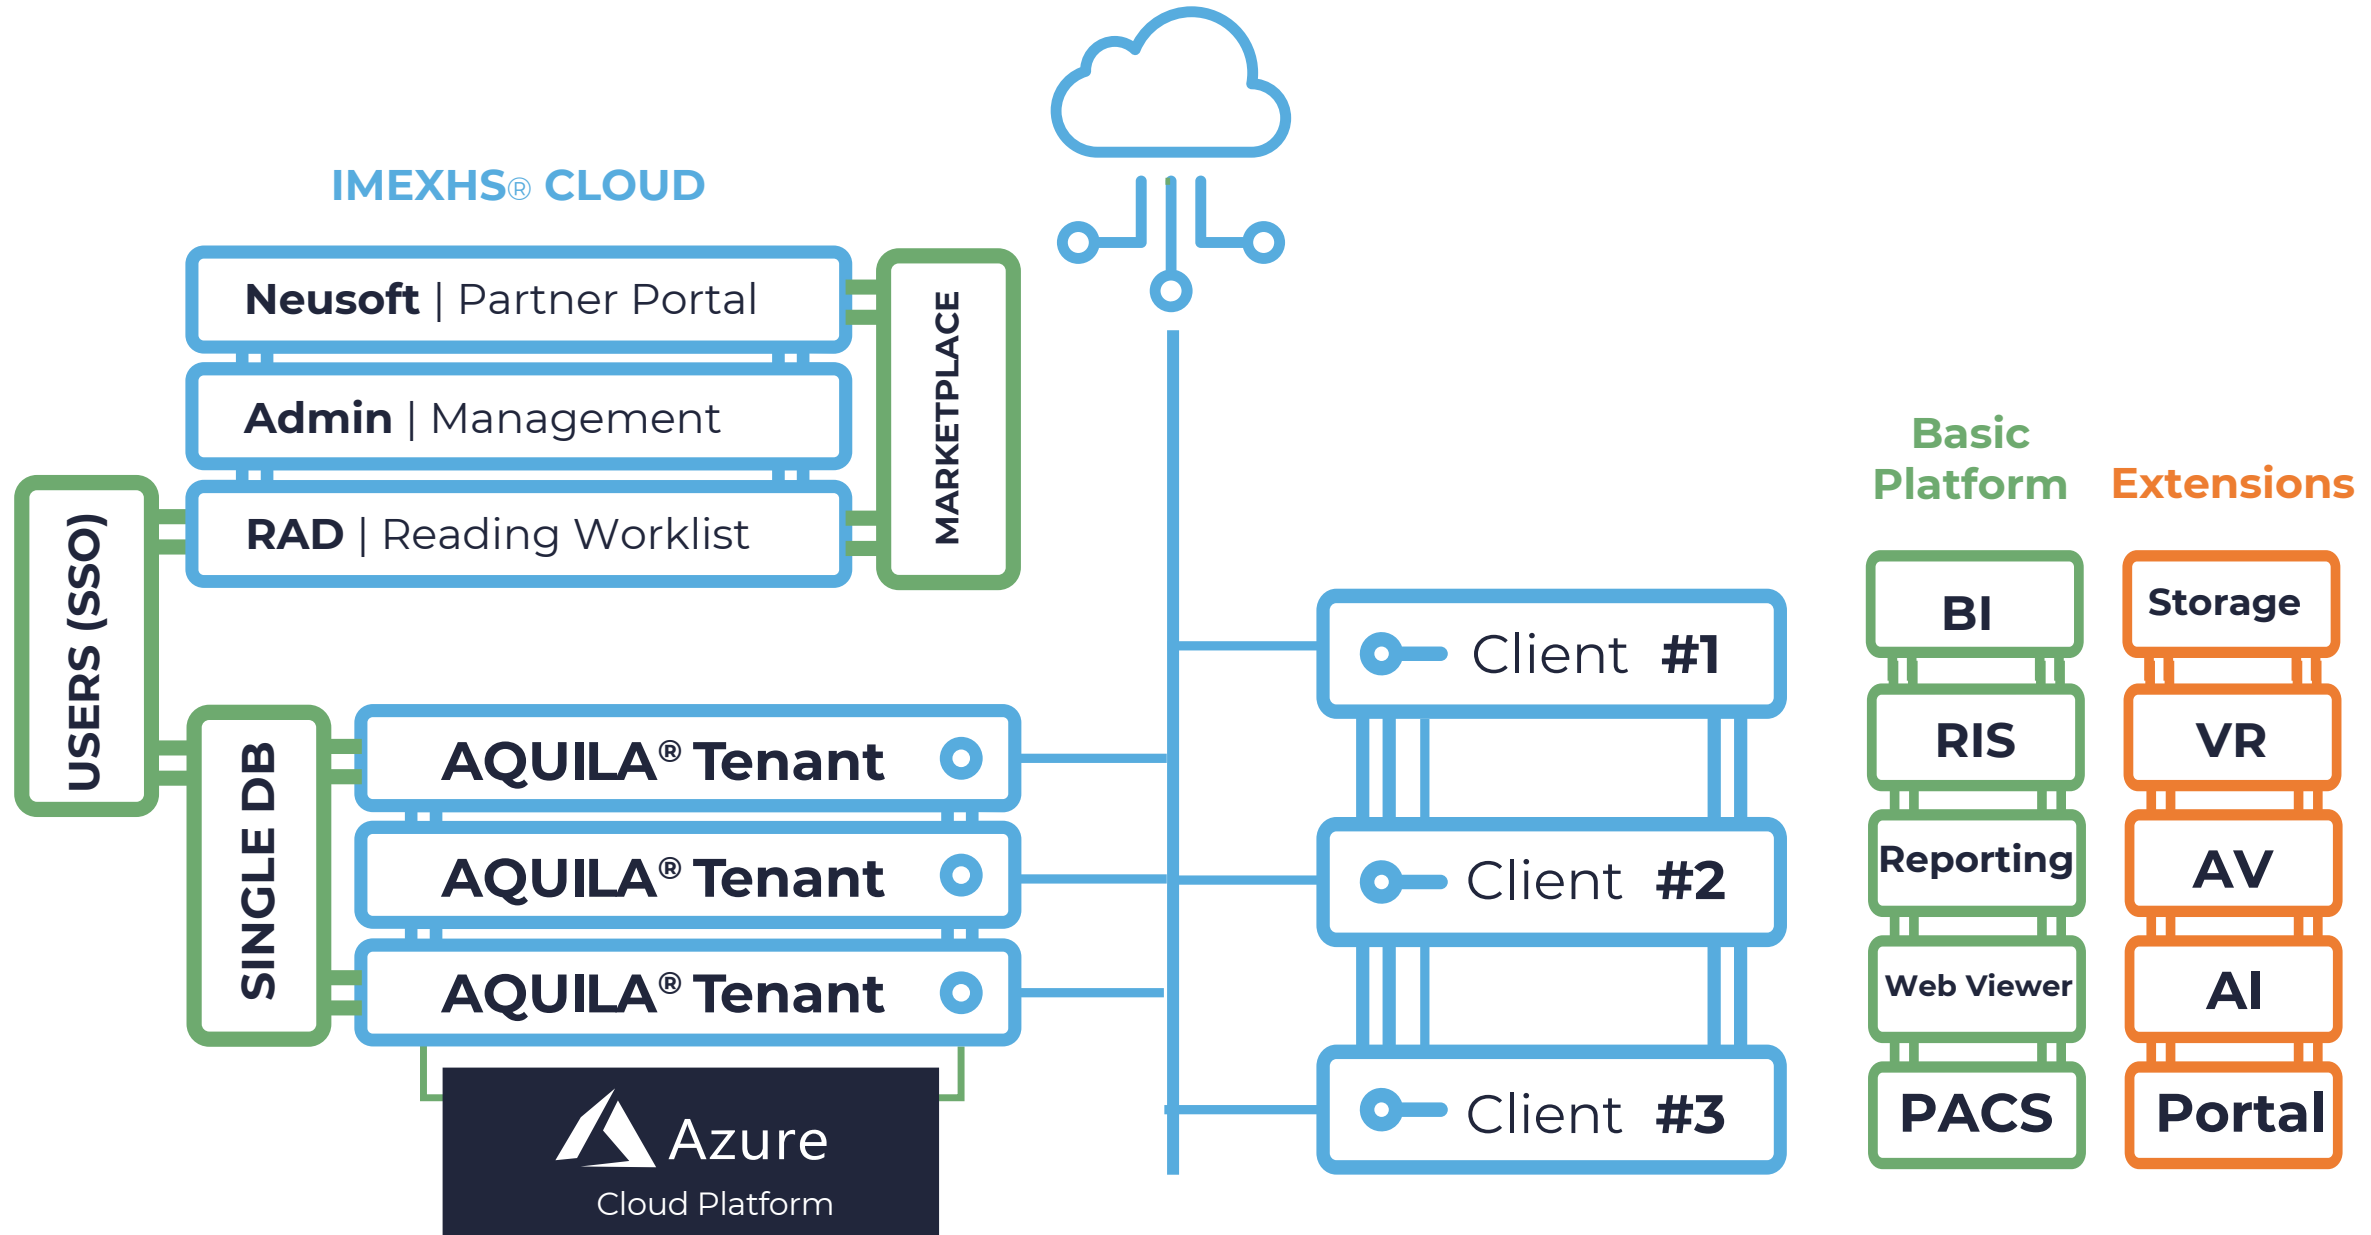 IMEXHS® CLOUD
Neusoft | Partner Portal
Admin | Management
RAD | Reading Worklist
MARKETPLACE
USERS (SSO)
SINGLE DB
AQUILA® Tenant
AQUILA® Tenant
AQUILA® Tenant
Azure
Cloud Platform
Client #1
Client #2
Client #3
Basic
Platform
BI
RIS
Reporting
Web Viewer
PACS
Extensions
Storage
VR
AV
AI
Portal